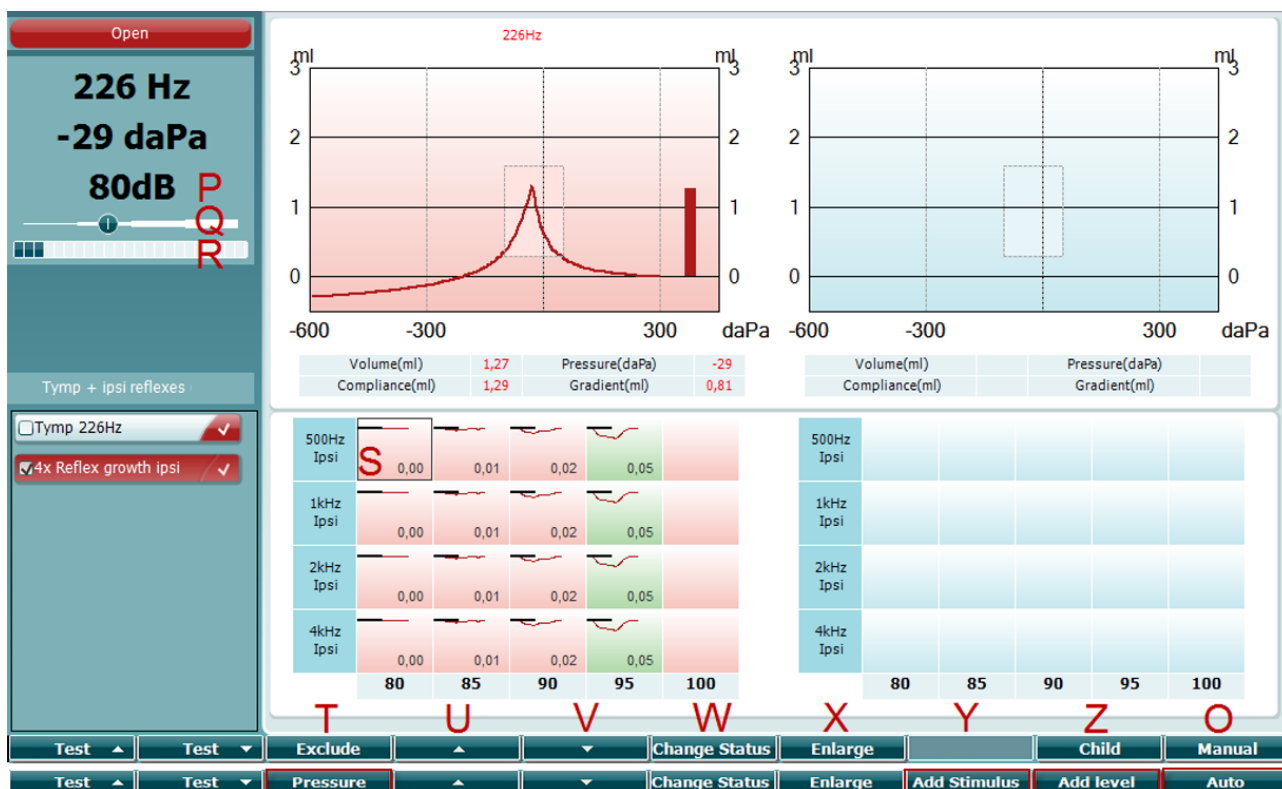 Open
226 Hz
-29 daPa
80dB P
Q
R
Tymp + ipsi reflexes
Tymp 226Hz
4x Reflex growth ipsi
226Hz
ml ml
3 3
2 2
1 1
0 0
-600 -300 300 daPa
Volume(ml) 1,27 Pressure(daPa) -29
Compliance(ml) 1,29 Gradient(ml) 0,81
ml ml
3 3
2 2
1 1
0 0
-600 -300 300 daPa
Volume(ml) Pressure(daPa)
Compliance(ml) Gradient(ml)
500Hz
Ipsi
S 0,00 0,01 0,02 0,05
1kHz
Ipsi
0,00 0,01 0,02 0,05
2kHz
Ipsi
0,00 0,01 0,02 0,05
4kHz
Ipsi
0,00 0,01 0,02 0,05
80 85 90 95 100
500Hz
Ipsi
1kHz
Ipsi
2kHz
Ipsi
4kHz
Ipsi
80 85 90 95 100
T U V W X Y Z O
Test Test Exclude Change Status Enlarge Child Manual
Test Test Pressure Change Status Enlarge Add Stimulus Add level Auto